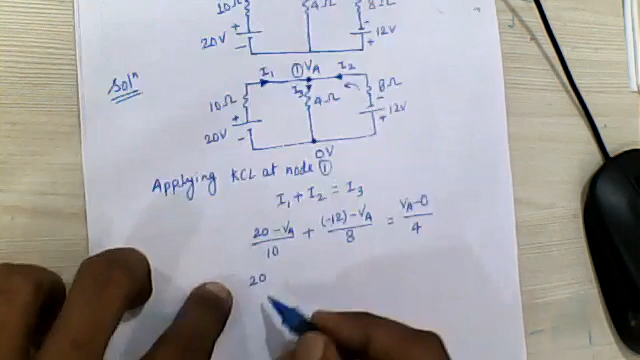 10Ω 4Ω 8Ω
20V + - - + 12V
Solⁿ
I₁ ① VA I₂
10Ω I₃ 4Ω 8Ω
20V + - - + 12V
0V
Applying KCL at node ①
I₁ + I₂ = I₃
(20 - VA)/10 + ((-12) - VA)/8 = (VA - 0)/4
20